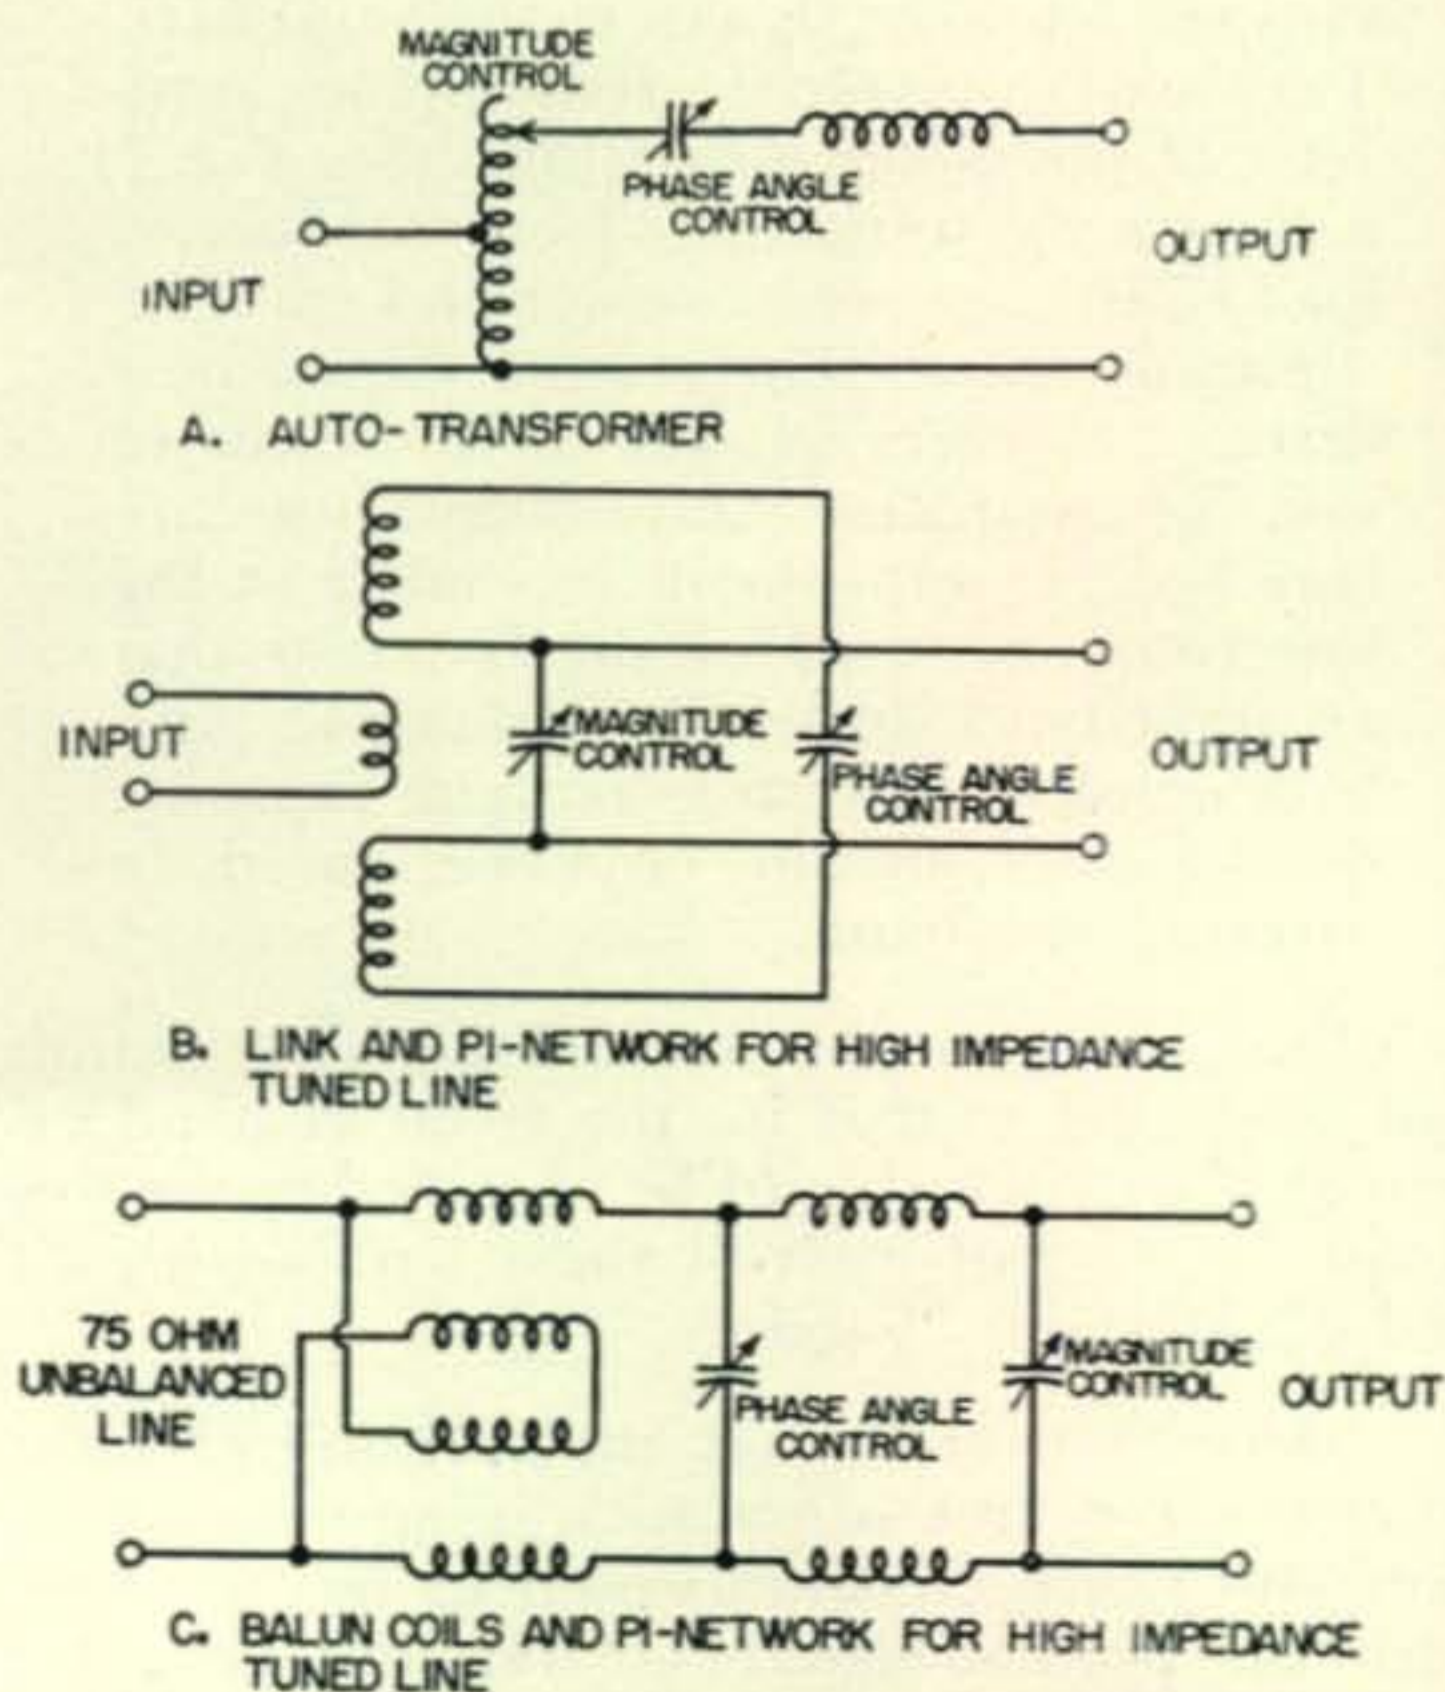 MAGNITUDE
CONTROL
PHASE ANGLE
CONTROL
OUTPUT
INPUT
A. AUTO-TRANSFORMER
INPUT
MAGNITUDE
CONTROL
PHASE ANGLE
CONTROL
OUTPUT
B. LINK AND PI-NETWORK FOR HIGH IMPEDANCE
TUNED LINE
75 OHM
UNBALANCED
LINE
PHASE ANGLE
CONTROL
MAGNITUDE
CONTROL
OUTPUT
C. BALUN COILS AND PI-NETWORK FOR HIGH IMPEDANCE
TUNED LINE